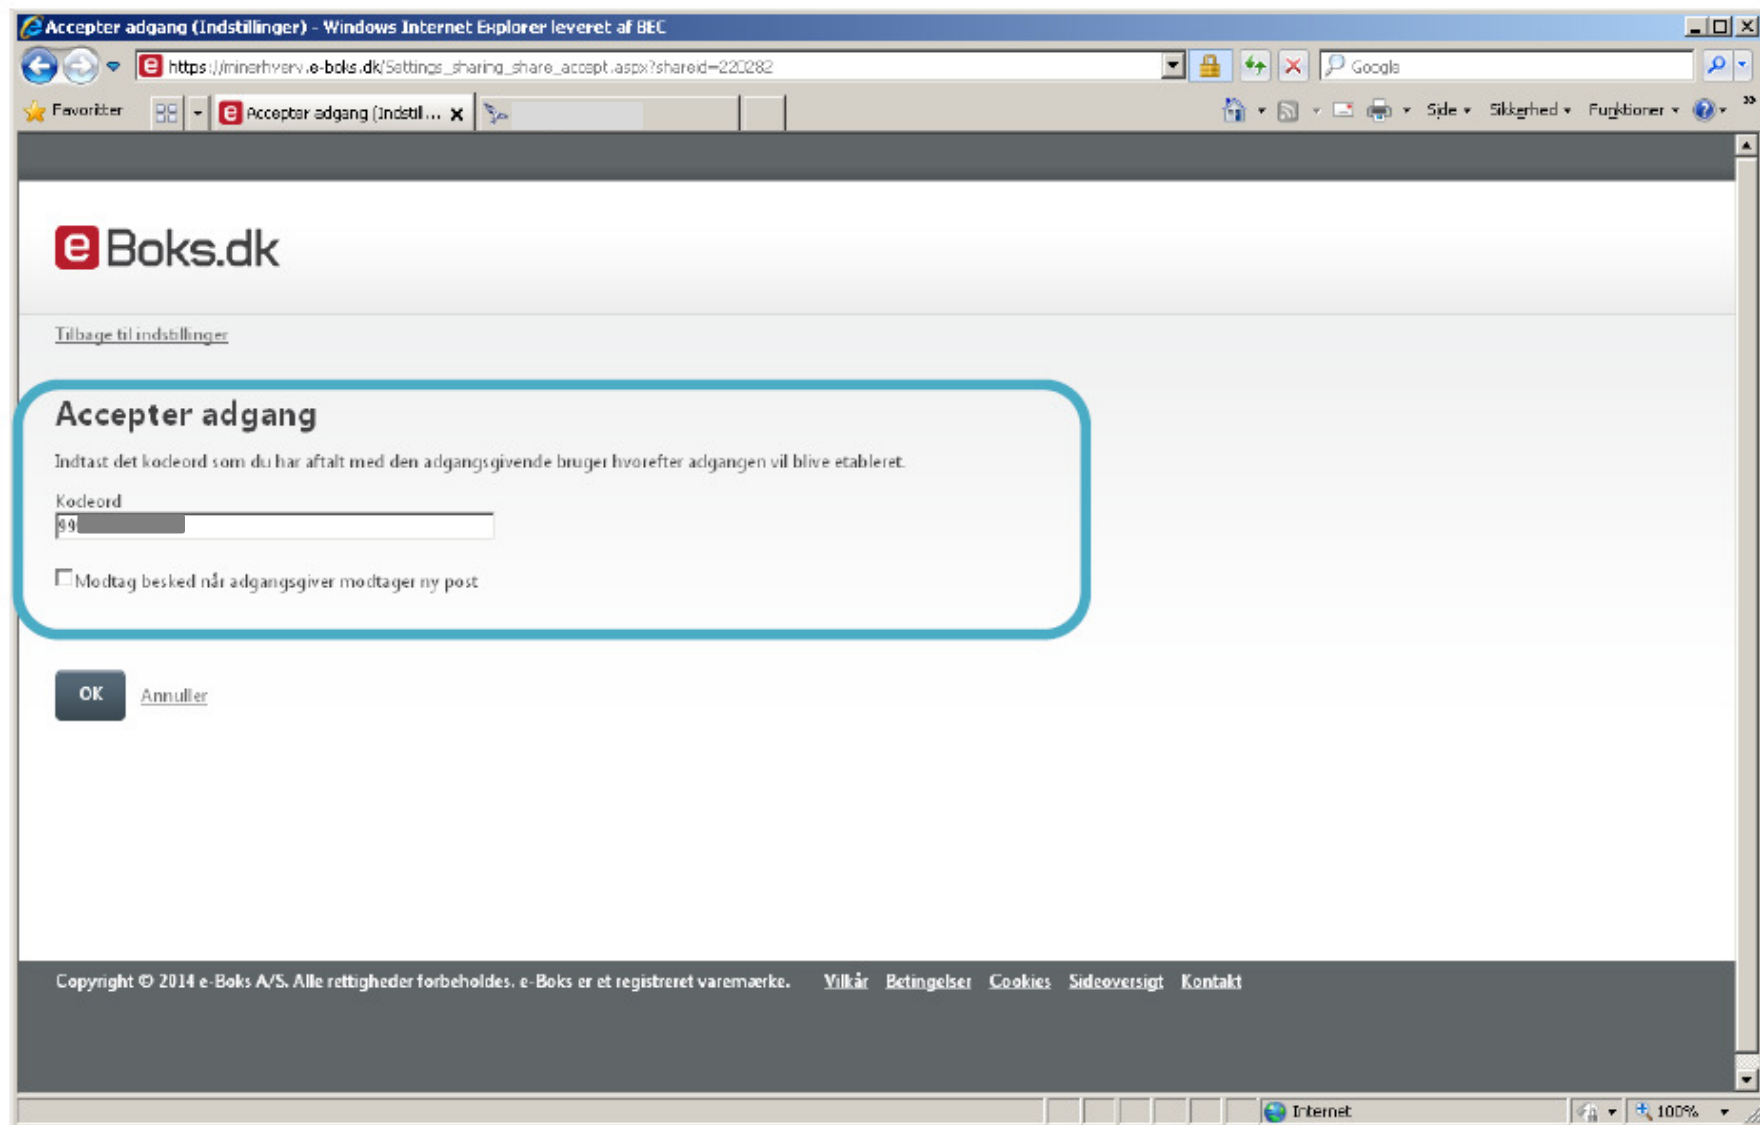 Accepter adgang (Indstillinger) - Windows Internet Explorer leveret af BEC
https://minerhverv.e-boks.dk/Settings_sharing_share_accept.aspx?shareid=220282
Google
Favoritter
Accepter adgang (Indstil... x
Side Sikkerhed Funktioner
e Boks.dk
Tilbage til indstillinger
Accepter adgang
Indtast det kodeord som du har aftalt med den adgangsgivende bruger hvorefter adgangen vil blive etableret.
Kodeord
99
Modtag besked når adgangsgiver modtager ny post
OK Annuller
Copyright © 2014 e-Boks A/S. Alle rettigheder forbeholdes. e-Boks er et registreret varemærke. Vilkår Betingelser Cookies Sideoversigt Kontakt
Internet 100%